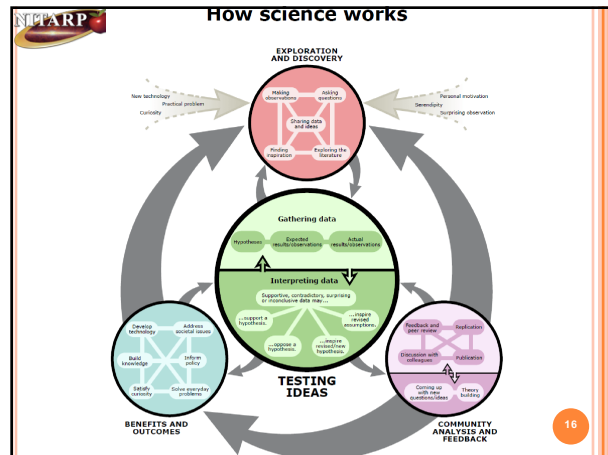 NITARP
How science works
EXPLORATION
AND DISCOVERY
New technology
Practical problem
Curiosity
Personal motivation
Serendipity
Surprising observation
Making
observations
Asking
questions
Sharing data
and ideas
Finding
inspiration
Exploring the
literature
Gathering data
Hypotheses
Expected
results/observations
Actual
results/observations
Interpreting data
Supportive, contradictory, surprising
or inconclusive data may...
...support a
hypothesis.
...oppose a
hypothesis.
...inspire
revised/new
hypothesis.
...inspire
revised
assumptions.
TESTING
IDEAS
Develop
technology
Address
societal issues
Build
knowledge
Inform
policy
Satisfy
curiosity
Solve everyday
problems
BENEFITS AND
OUTCOMES
Feedback and
peer review
Replication
Discussion with
colleagues
Publication
Coming up
with new
questions/ideas
Theory
building
COMMUNITY
ANALYSIS AND
FEEDBACK
16